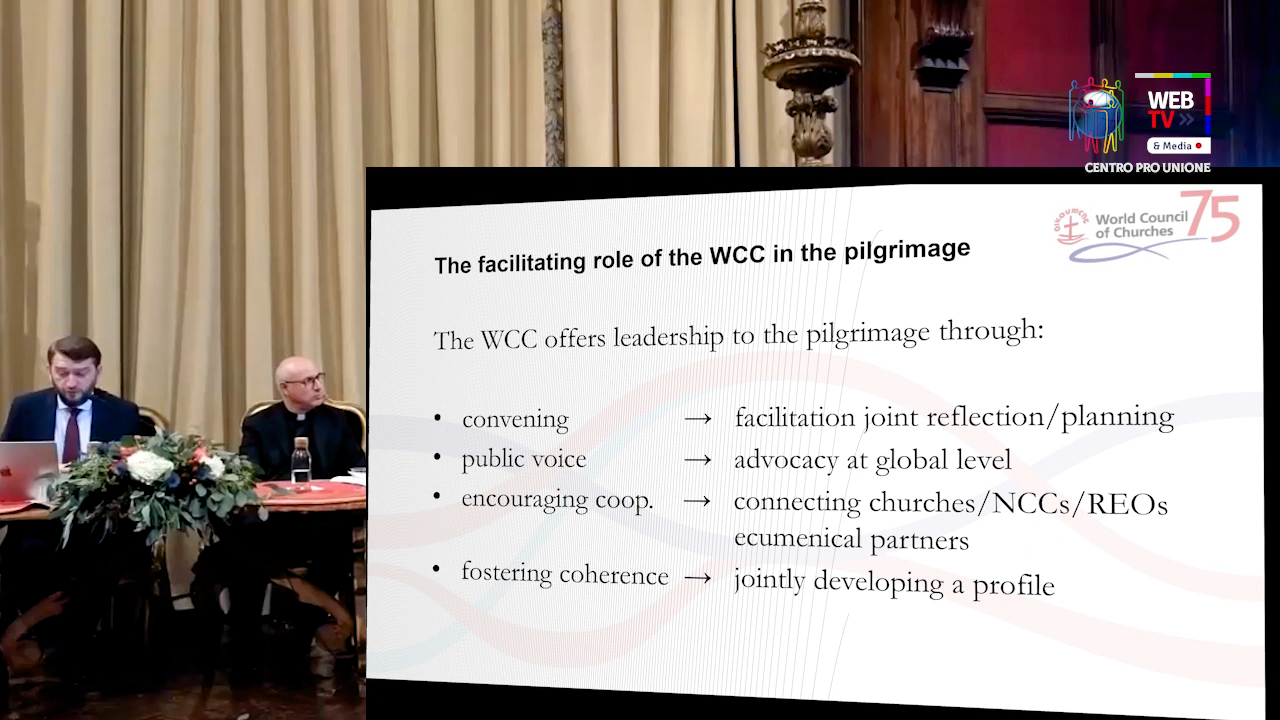 WEB
TV
& Media
CENTRO PRO UNIONE
ΟΙΚΟΥΜΕΝΗ
World Council
of Churches
75
The facilitating role of the WCC in the pilgrimage
The WCC offers leadership to the pilgrimage through:
• convening → facilitation joint reflection/planning
• public voice → advocacy at global level
• encouraging coop. → connecting churches/NCCs/REOs
ecumenical partners
• fostering coherence → jointly developing a profile